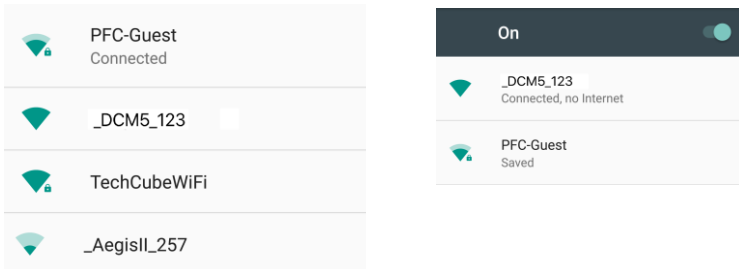 PFC-Guest
Connected
_DCM5_123
TechCubeWiFi
_AegisII_257
On
_DCM5_123
Connected, no Internet
PFC-Guest
Saved